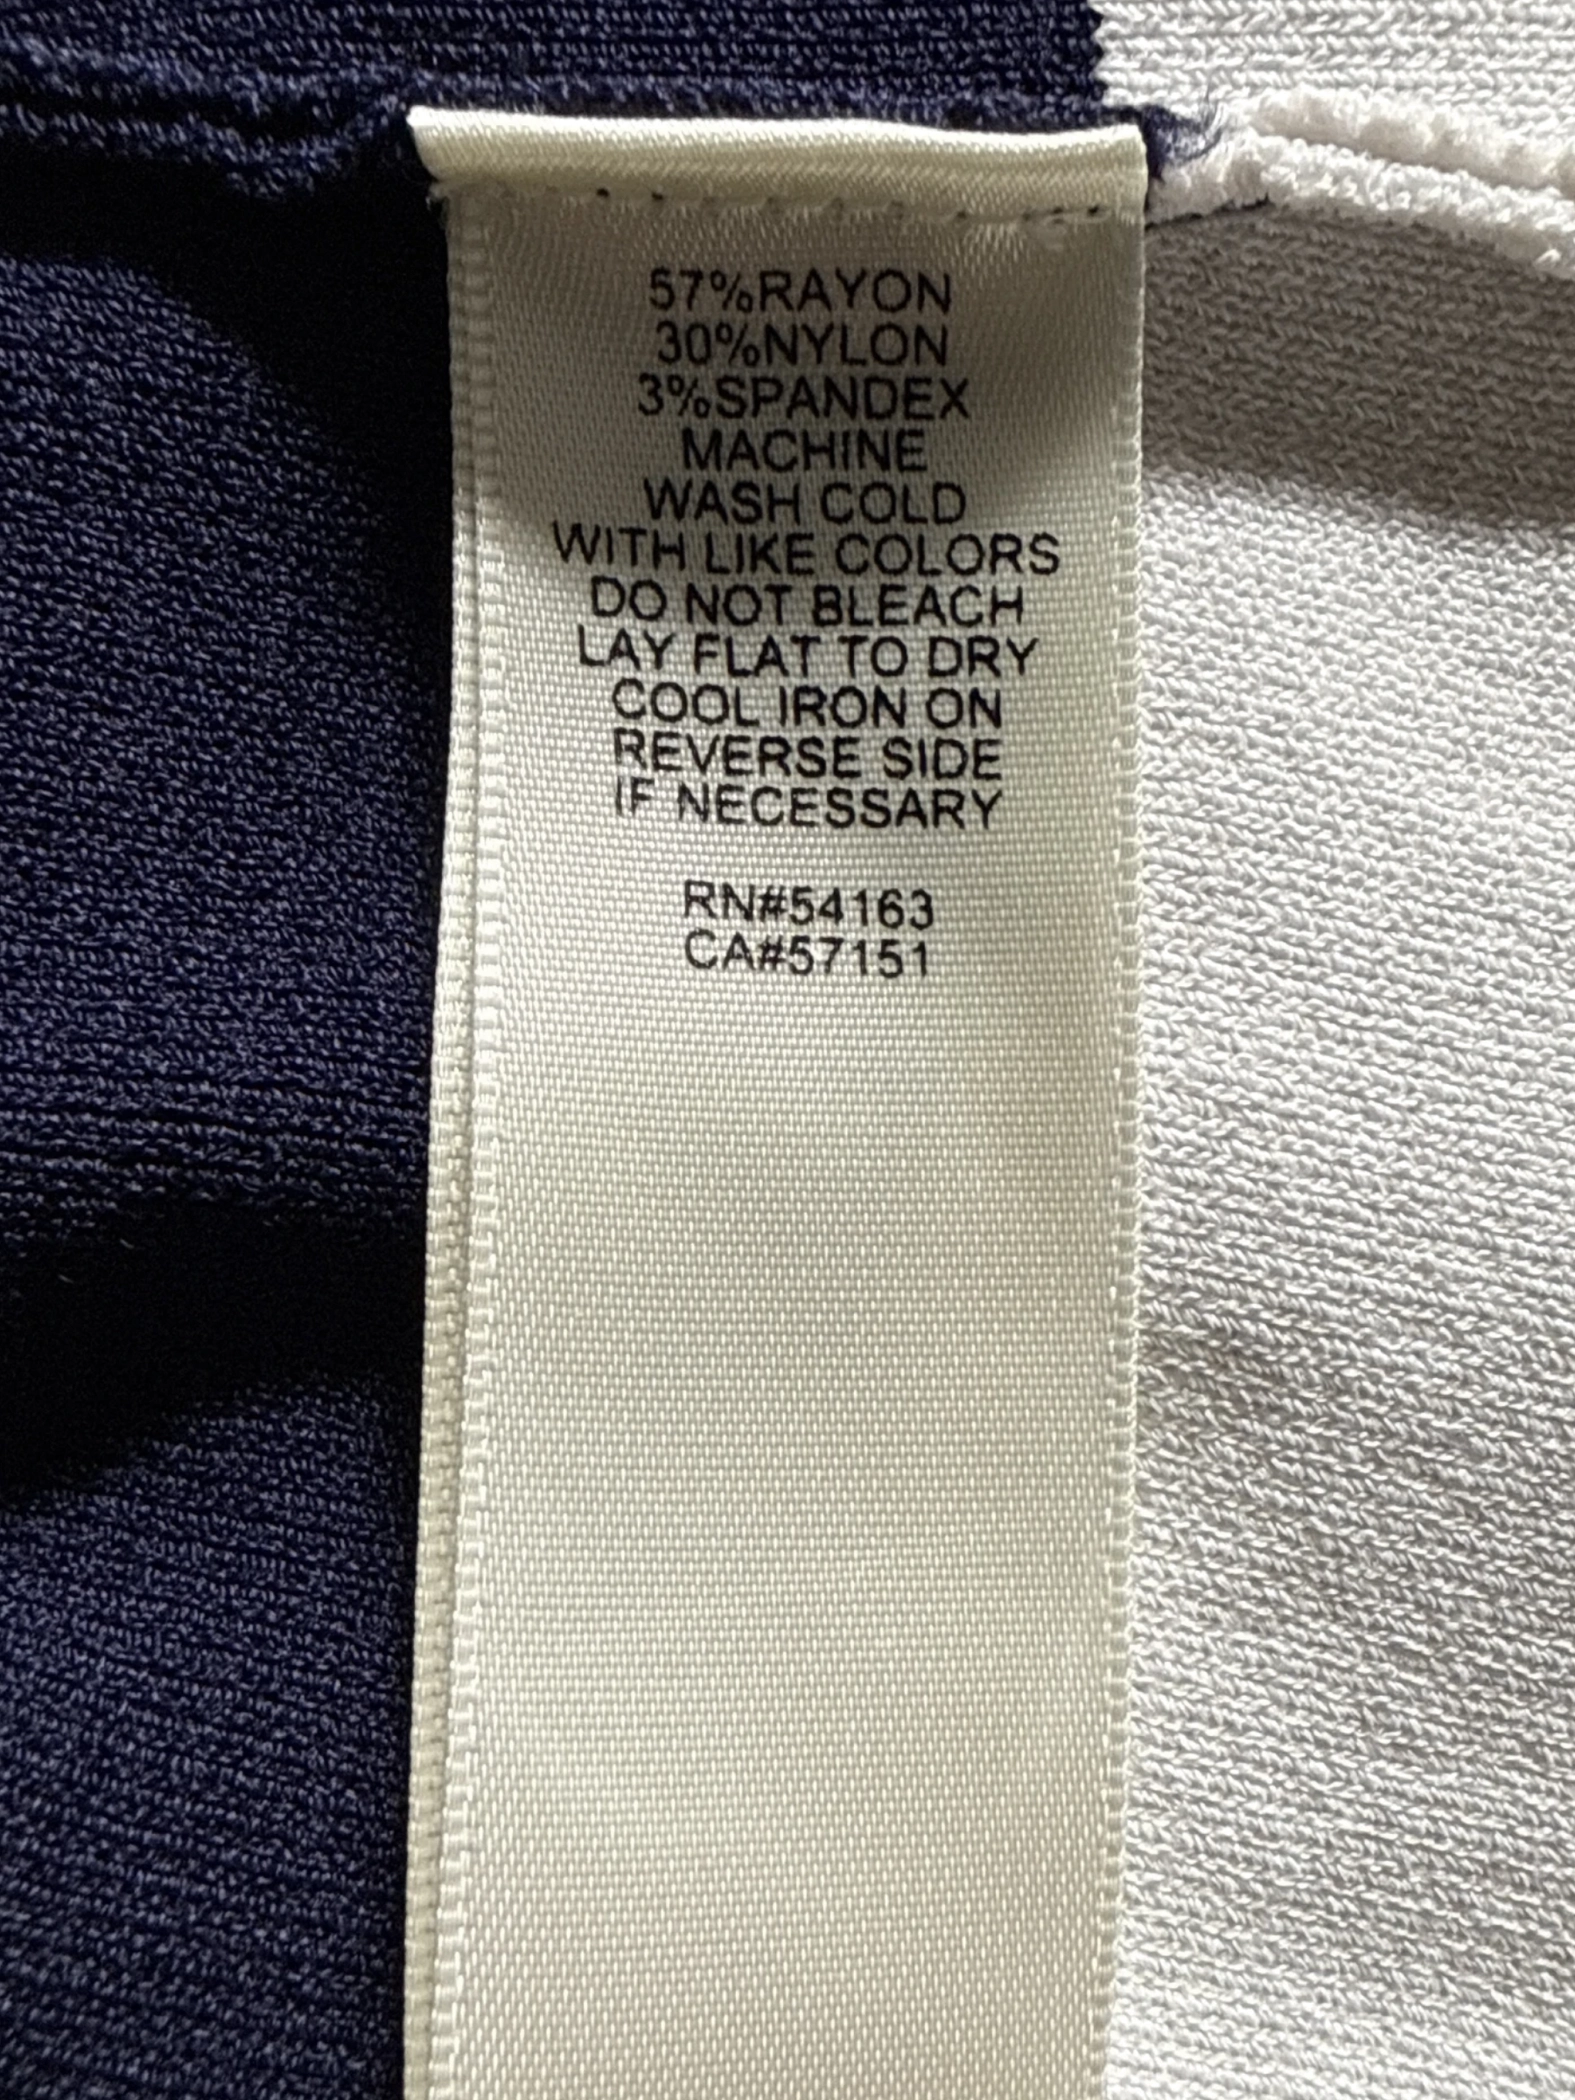 57%RAYON
30%NYLON
3%SPANDEX
MACHINE
WASH COLD
WITH LIKE COLORS
DO NOT BLEACH
LAY FLAT TO DRY
COOL IRON ON
REVERSE SIDE
IF NECESSARY
RN#54163
CA#57151